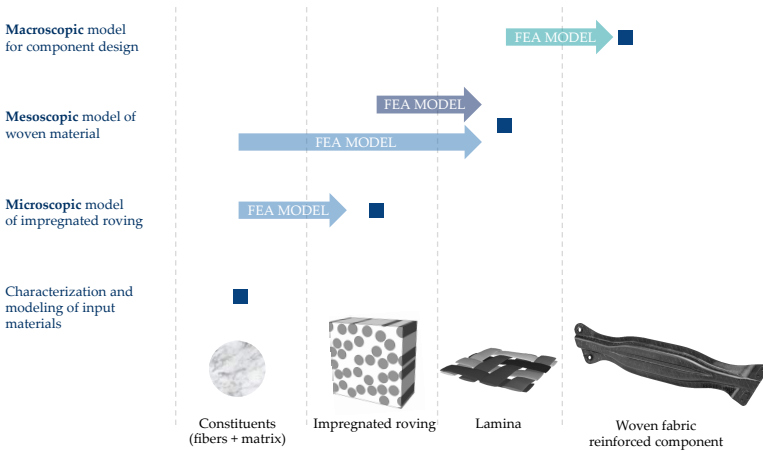 Macroscopic model
for component design
FEA MODEL
Mesoscopic model of
woven material
FEA MODEL
FEA MODEL
Microscopic model
of impregnated roving
FEA MODEL
Characterization and
modeling of input
materials
Constituents
(fibers + matrix)
Impregnated roving
Lamina
Woven fabric
reinforced component